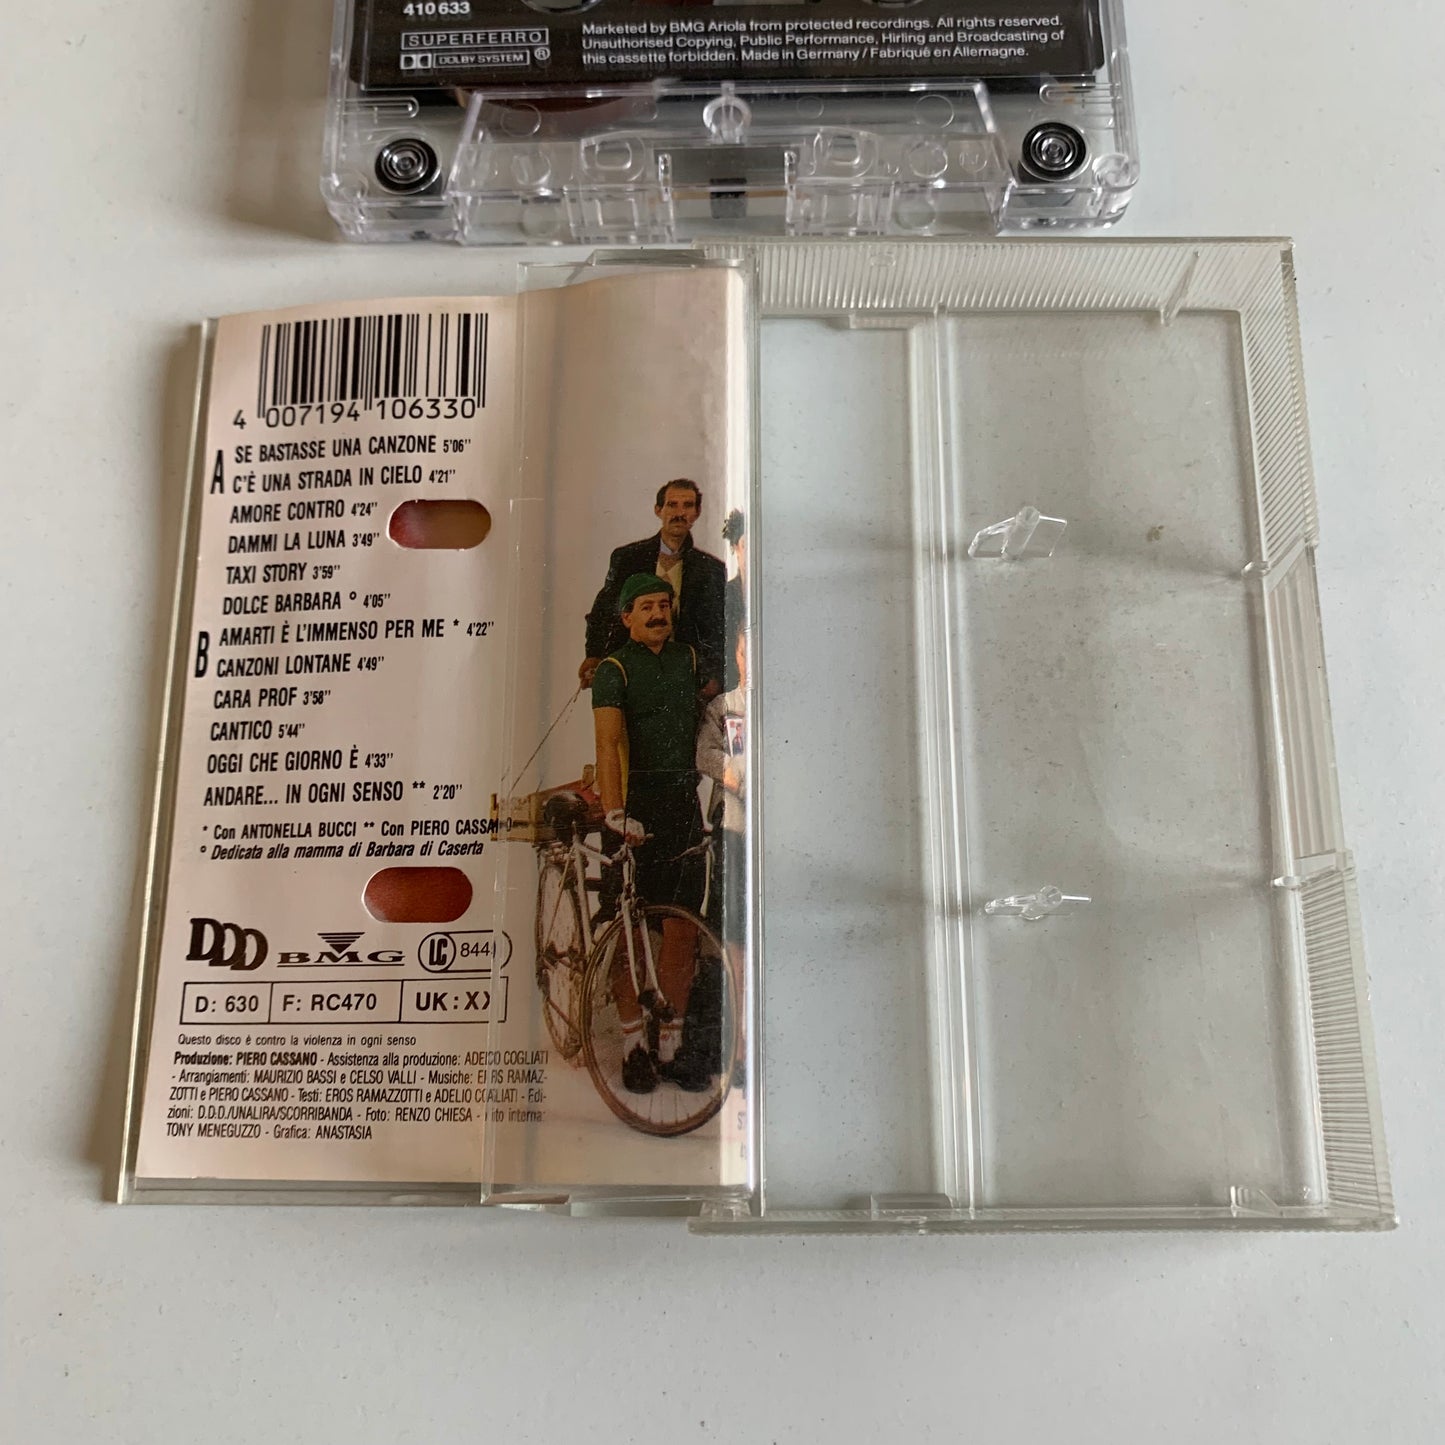 410 633
SUPERFERRO
DOLBY SYSTEM ®
Marketed by BMG Ariola from protected recordings. All rights reserved.
Unauthorised Copying, Public Performance, Hirling and Broadcasting of
this cassette forbidden. Made in Germany / Fabriqué en Allemagne.
4 007194 106330
A
SE BASTASSE UNA CANZONE 5'06"
C'È UNA STRADA IN CIELO 4'21"
AMORE CONTRO 4'24"
DAMMI LA LUNA 3'49"
TAXI STORY 3'59"
DOLCE BARBARA ° 4'05"
B
AMARTI È L'IMMENSO PER ME * 4'22"
CANZONI LONTANE 4'49"
CARA PROF 3'58"
CANTICO 5'44"
OGGI CHE GIORNO È 4'33"
ANDARE... IN OGNI SENSO ** 2'20"
* Con ANTONELLA BUCCI ** Con PIERO CASSANO
° Dedicata alla mamma di Barbara di Caserta
DDD BMG LC 844
D: 630 F: RC470 UK: XX
Questo disco è contro la violenza in ogni senso
Produzione: PIERO CASSANO - Assistenza alla produzione: ADELIO COGLIATI
- Arrangiamenti: MAURIZIO BASSI e CELSO VALLI - Musiche: EROS RAMAZ-
ZOTTI e PIERO CASSANO - Testi: EROS RAMAZZOTTI e ADELIO COGLIATI - Edi-
zioni: D.D.D./UNALIRA/SCORRIBANDA - Foto: RENZO CHIESA - Foto interna:
TONY MENEGUZZO - Grafica: ANASTASIA